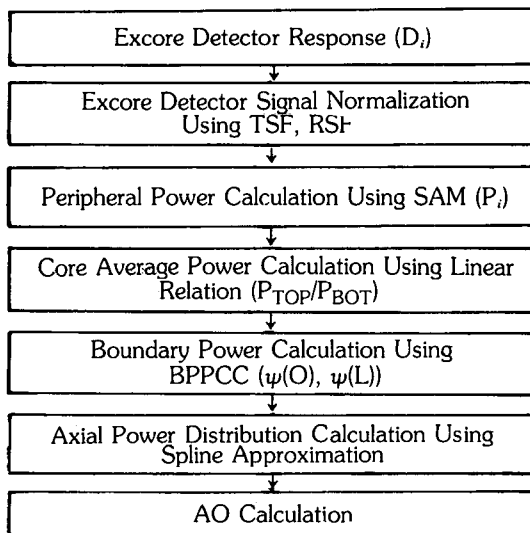 Excore Detector Response (Di)
Excore Detector Signal Normalization
Using TSF, RSF
Peripheral Power Calculation Using SAM (Pi)
Core Average Power Calculation Using Linear
Relation (PTOP/PBOT)
Boundary Power Calculation Using
BPPCC (ψ(O), ψ(L))
Axial Power Distribution Calculation Using
Spline Approximation
AO Calculation